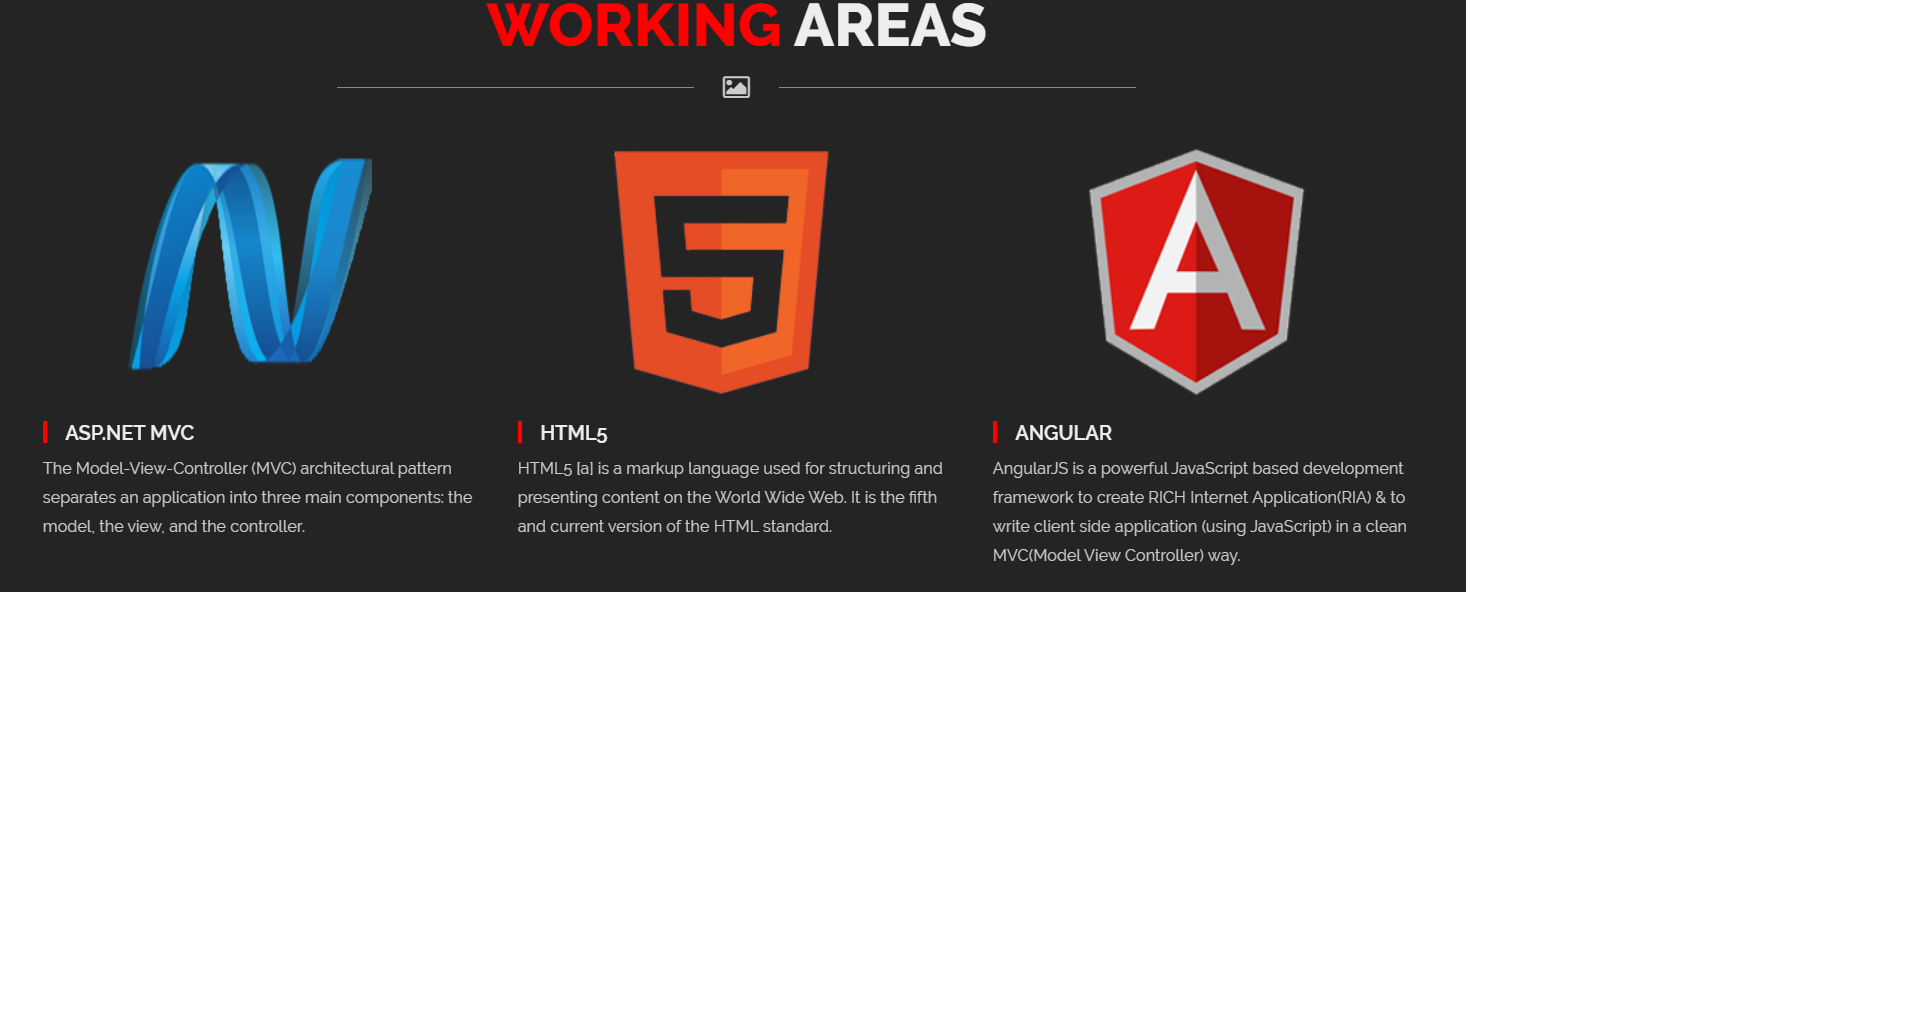 WORKING AREAS
ASP.NET MVC
The Model-View-Controller (MVC) architectural pattern
separates an application into three main components: the
model, the view, and the controller.
HTML5
HTML5 [a] is a markup language used for structuring and
presenting content on the World Wide Web. It is the fifth
and current version of the HTML standard.
ANGULAR
AngularJS is a powerful JavaScript based development
framework to create RICH Internet Application(RIA) & to
write client side application (using JavaScript) in a clean
MVC(Model View Controller) way.